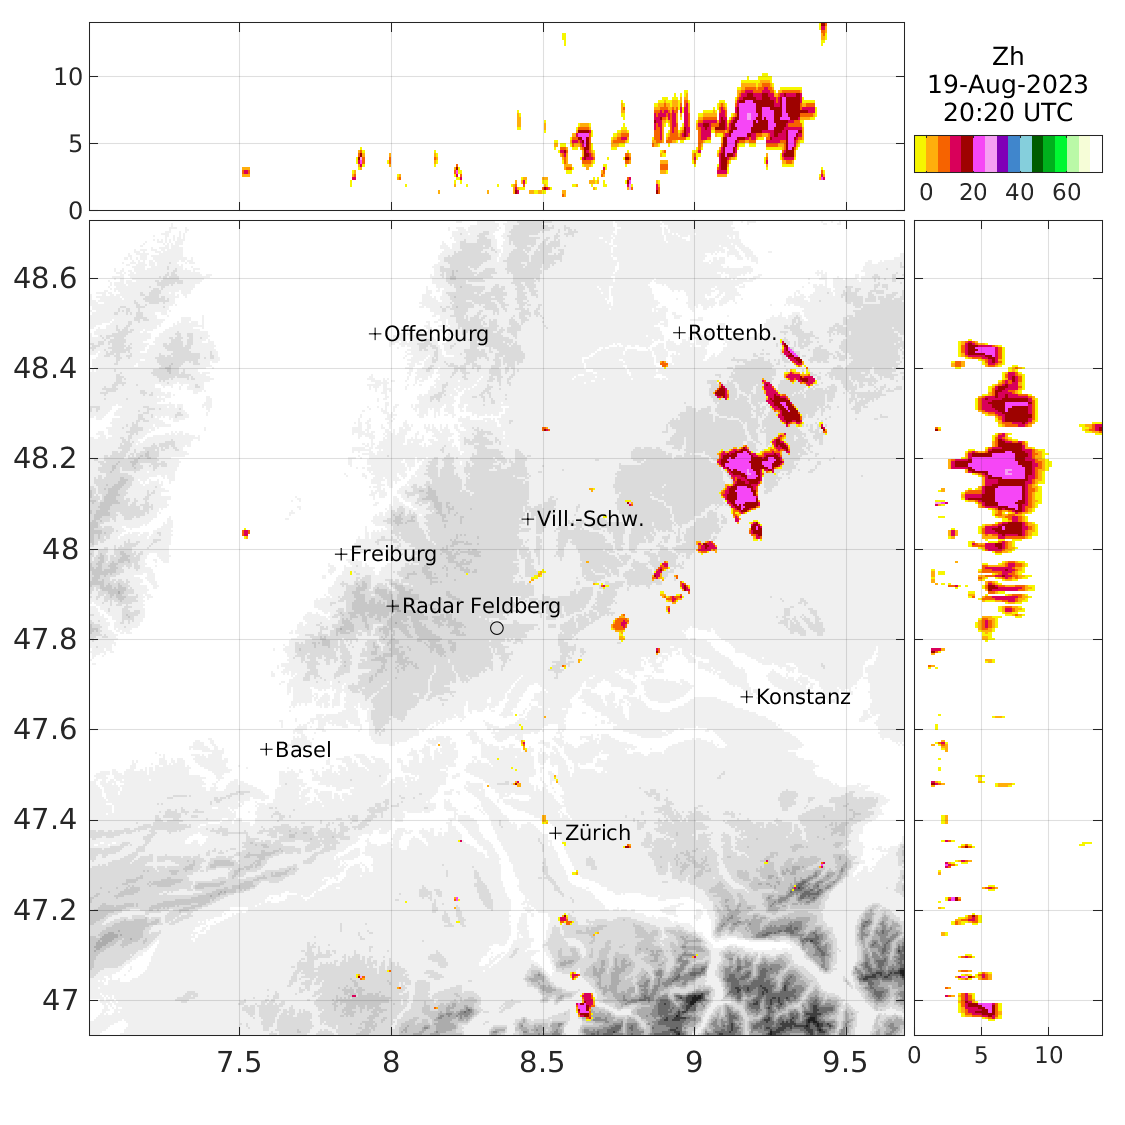 10
5
0
Zh
19-Aug-2023
20:20 UTC
0 20 40 60
48.6
48.4
48.2
48
47.8
47.6
47.4
47.2
47
+Offenburg
+Rottenb.
+Vill.-Schw.
+Freiburg
+Radar Feldberg
+Konstanz
+Basel
+Zürich
7.5 8 8.5 9 9.5
0 5 10